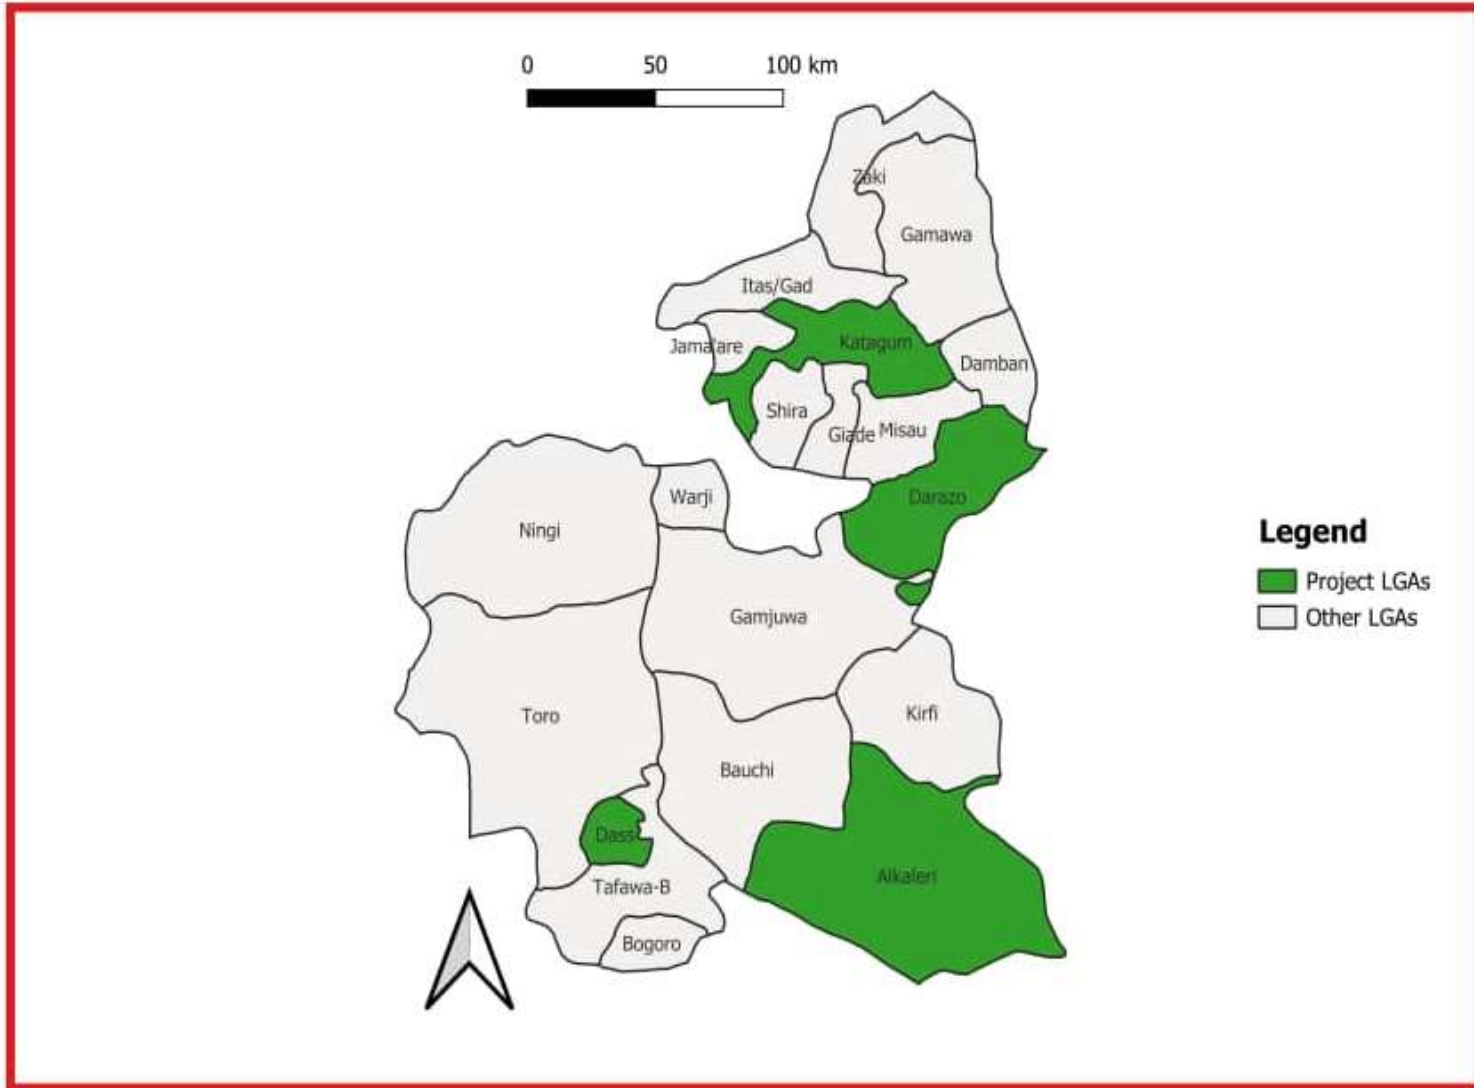 0 50 100 km
Zaki
Gamawa
Itas/Gad
Jama'are
Katagum
Damban
Shira
Giade
Misau
Darazo
Warji
Ningi
Gamjuwa
Toro
Kirfi
Bauchi
Dass
Alkaleri
Tafawa-B
Bogoro
Legend
Project LGAs
Other LGAs